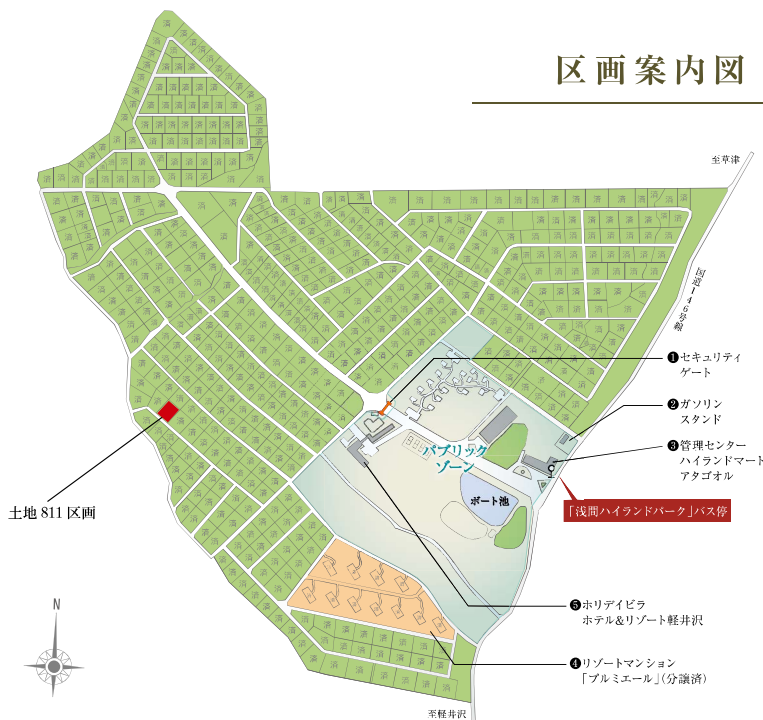 区画案内図
至草津
国道146号線
❶セキュリティ
ゲート
❷ガソリン
スタンド
❸管理センター
ハイランドマート
アタゴオル
パブリック
ゾーン
ボート池
「浅間ハイランドパーク」バス停
土地811区画
❺ホリデイビラ
ホテル&リゾート軽井沢
❹リゾートマンション
「プルミエール」(分譲済)
N
至軽井沢
済